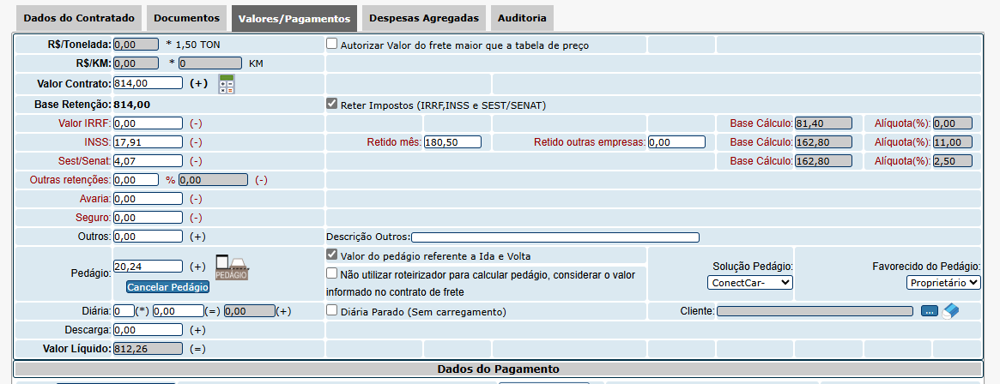 Dados do Contratado Documentos Valores/Pagamentos Despesas Agregadas Auditoria
R$/Tonelada: 0,00 * 1,50 TON Autorizar Valor do frete maior que a tabela de preço
R$/KM: 0,00 * 0 KM
Valor Contrato: 814,00 (+)
Base Retenção: 814,00 Reter Impostos (IRRF,INSS e SEST/SENAT)
Valor IRRF: 0,00 (-) Base Cálculo: 81,40 Alíquota(%): 0,00
INSS: 17,91 (-) Retido mês: 180,50 Retido outras empresas: 0,00 Base Cálculo: 162,80 Alíquota(%): 11,00
Sest/Senat: 4,07 (-) Base Cálculo: 162,80 Alíquota(%): 2,50
Outras retenções: 0,00 % 0,00 (-)
Avaria: 0,00 (-)
Seguro: 0,00 (-)
Outros: 0,00 (+) Descrição Outros:
Pedágio: 20,24 (+) PEDÁGIO
Cancelar Pedágio
Valor do pedágio referente a Ida e Volta
Não utilizar roteirizador para calcular pedágio, considerar o valor
informado no contrato de frete
Solução Pedágio:
ConectCar-
Favorecido do Pedágio:
Proprietário
Diária: 0 (*) 0,00 (=) 0,00 (+) Diária Parado (Sem carregamento) Cliente: ...
Descarga: 0,00 (+)
Valor Líquido: 812,26 (=)
Dados do Pagamento